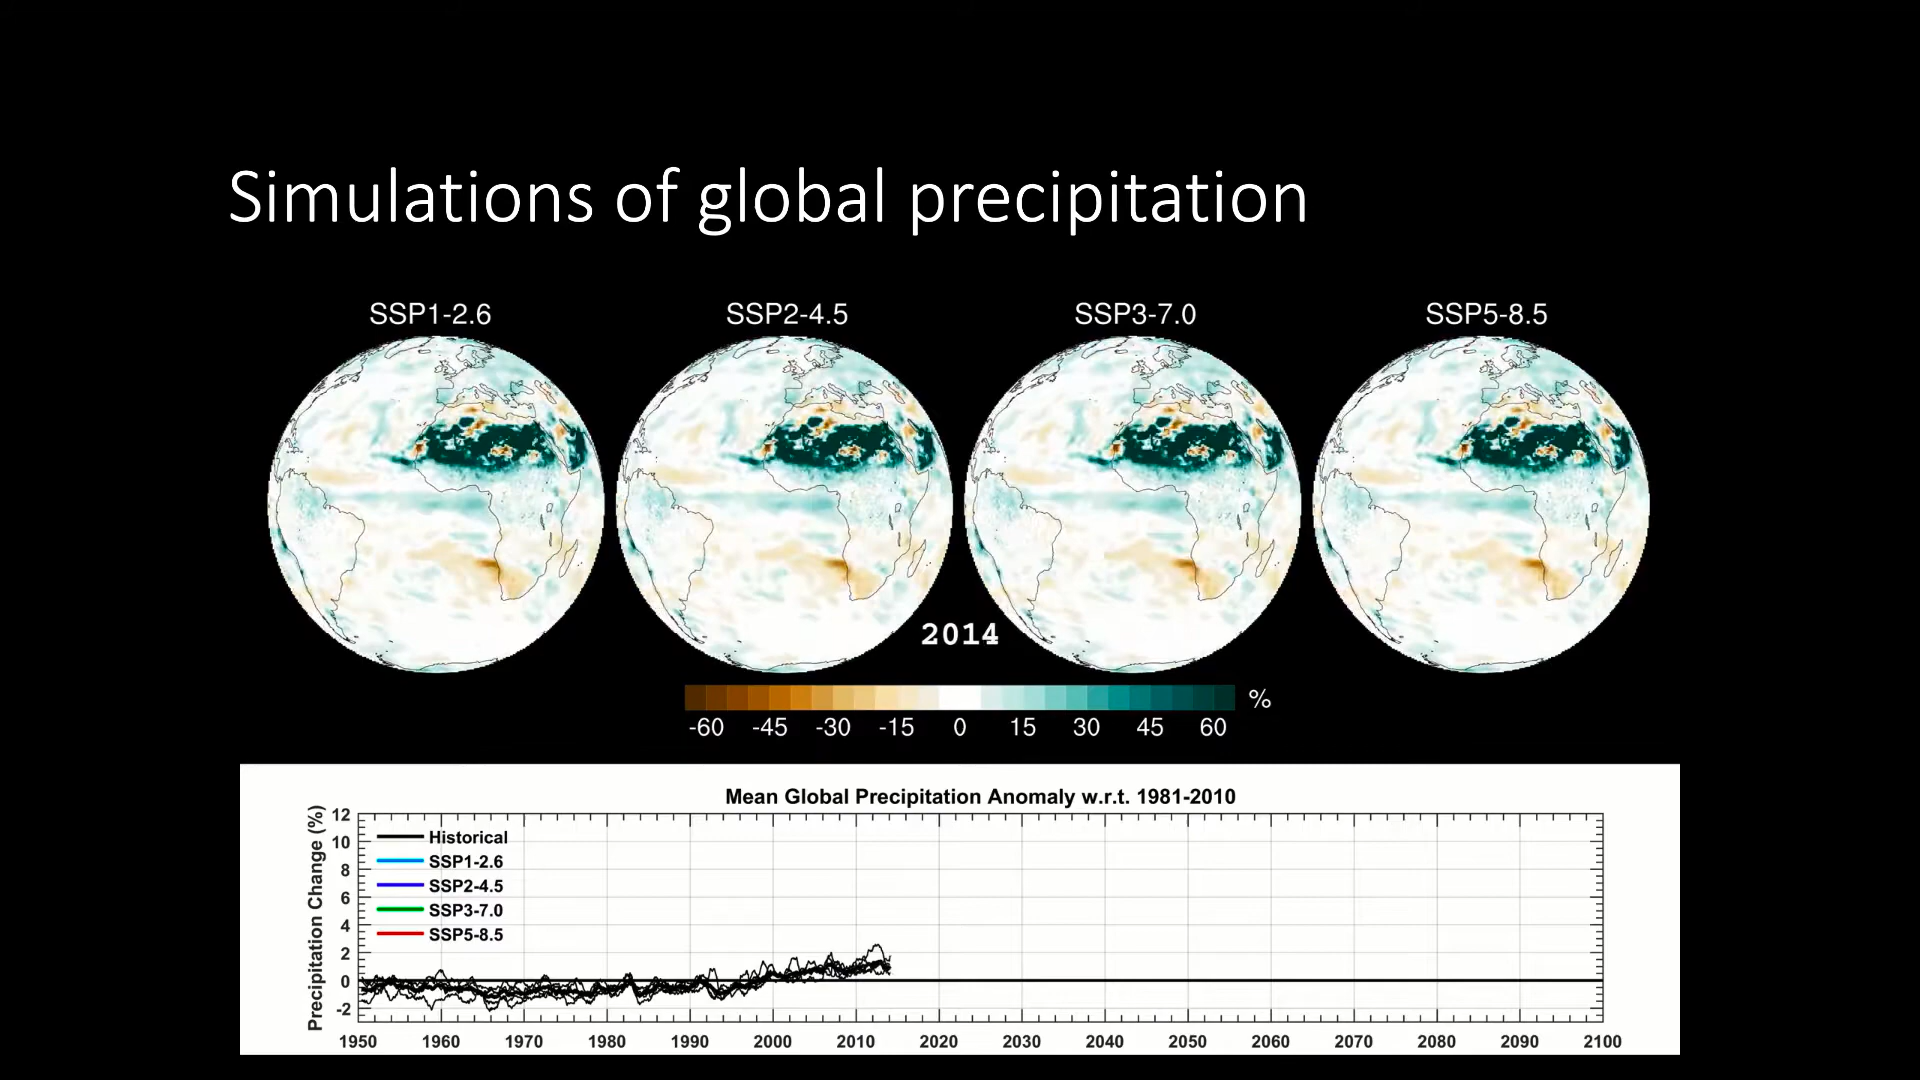 Simulations of global precipitation
SSP1-2.6 SSP2-4.5 SSP3-7.0 SSP5-8.5
2014
%
-60 -45 -30 -15 0 15 30 45 60
Mean Global Precipitation Anomaly w.r.t. 1981-2010
Precipitation Change (%)
12
10
8
6
4
2
0
-2
Historical
SSP1-2.6
SSP2-4.5
SSP3-7.0
SSP5-8.5
1950 1960 1970 1980 1990 2000 2010 2020 2030 2040 2050 2060 2070 2080 2090 2100